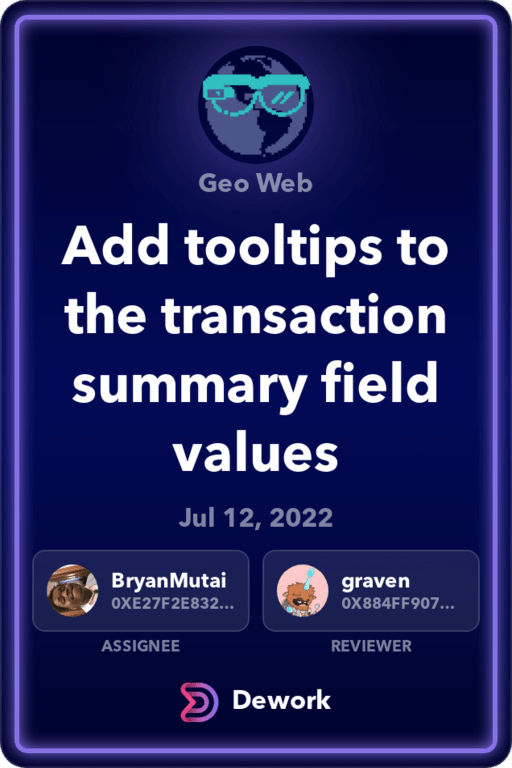 Geo Web
Add tooltips to
the transaction
summary field
values
Jul 12, 2022
BryanMutai
0XE27F2E832...
graven
0X884FF907...
ASSIGNEE
REVIEWER
Dework